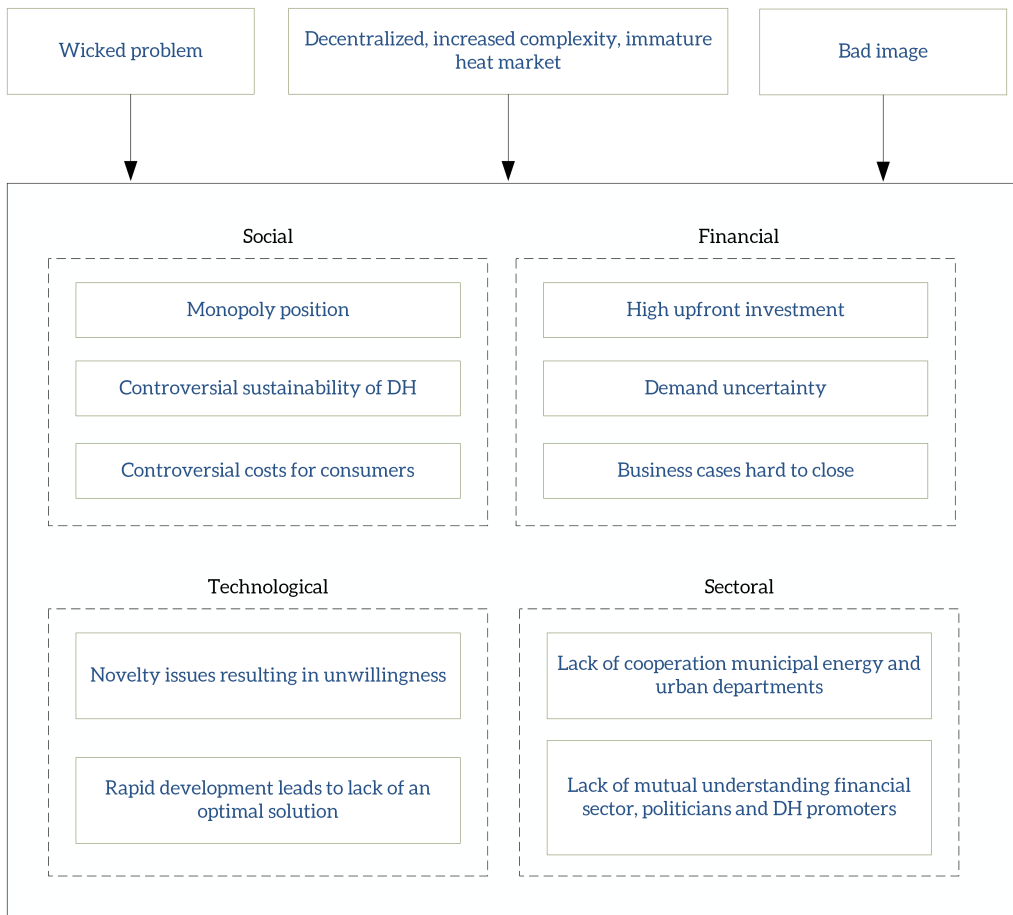 Wicked problem
Decentralized, increased complexity, immature
heat market
Bad image
Social
Monopoly position
Controversial sustainability of DH
Controversial costs for consumers
Financial
High upfront investment
Demand uncertainty
Business cases hard to close
Technological
Novelty issues resulting in unwillingness
Rapid development leads to lack of an
optimal solution
Sectoral
Lack of cooperation municipal energy and
urban departments
Lack of mutual understanding financial
sector, politicians and DH promoters